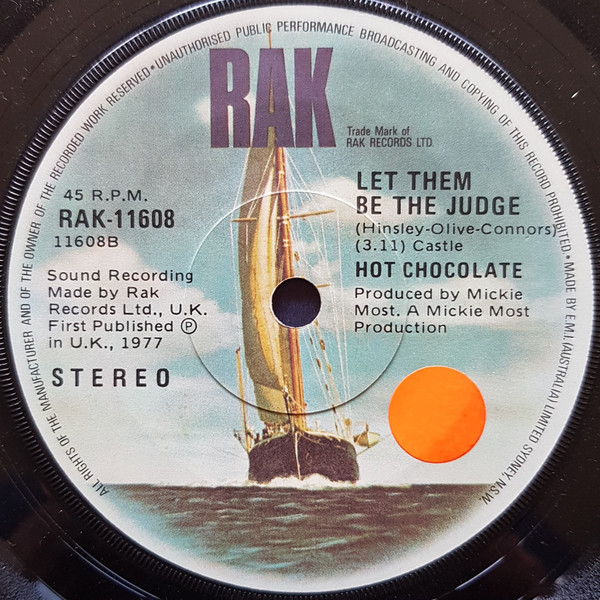 ALL RIGHTS OF THE MANUFACTURER AND OF THE OWNER OF THE RECORDED WORK RESERVED•UNAUTHORISED PUBLIC PERFORMANCE BROADCASTING AND COPYING OF THIS RECORD PROHIBITED.•MADE BY E.M.I.(AUSTRALIA) LIMITED SYDNEY, N.S.W.
RAK
Trade Mark of
RAK RECORDS LTD.
45 R.P.M.
RAK-11608
11608B
LET THEM
BE THE JUDGE
(Hinsley-Olive-Connors)
(3.11) Castle
HOT CHOCOLATE
Sound Recording
Made by Rak
Records Ltd., U.K.
First Published Ⓟ
in U.K., 1977
Produced by Mickie
Most. A Mickie Most
Production
STEREO